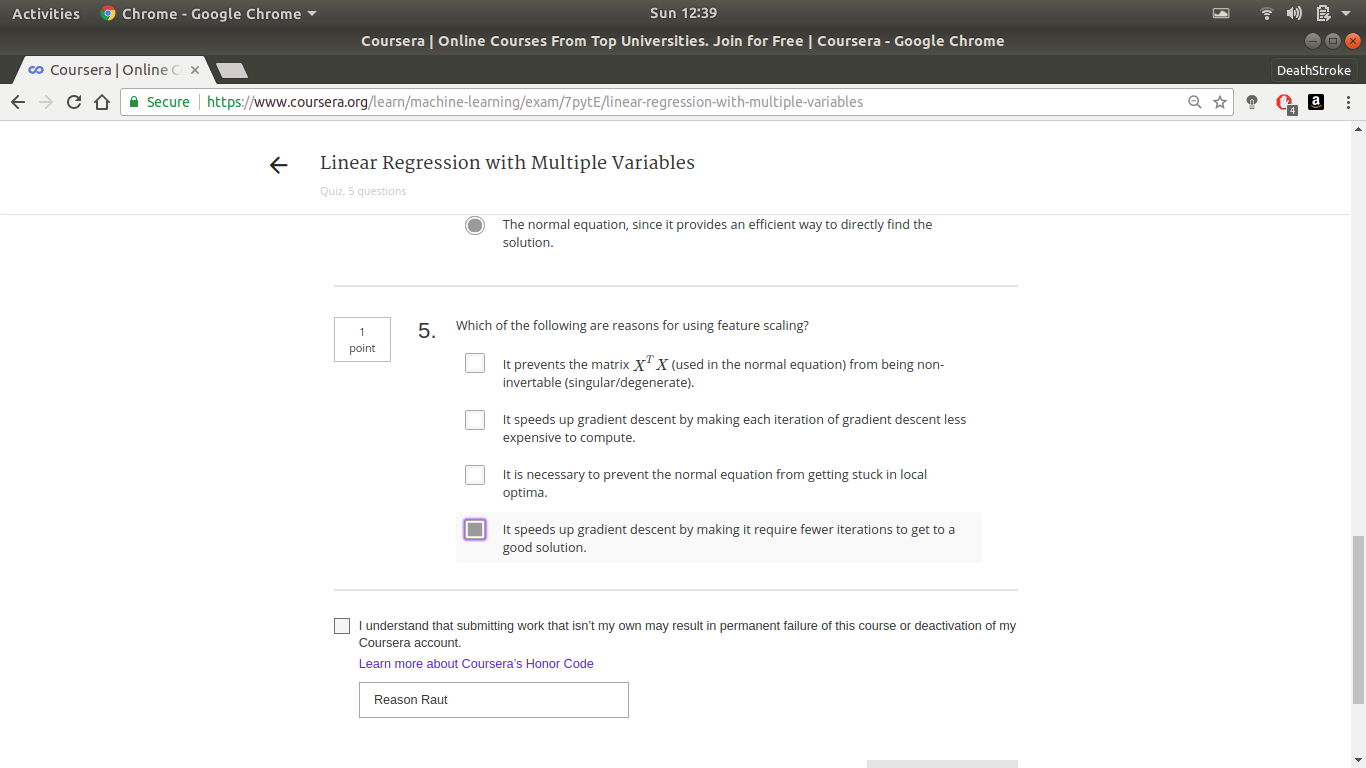 Activities Chrome - Google Chrome Sun 12:39
Coursera | Online Courses From Top Universities. Join for Free | Coursera - Google Chrome
Coursera | Online C DeathStroke
Secure https://www.coursera.org/learn/machine-learning/exam/7pytE/linear-regression-with-multiple-variables 4 a
Linear Regression with Multiple Variables
Quiz, 5 questions
The normal equation, since it provides an efficient way to directly find the
solution.
1
point
5. Which of the following are reasons for using feature scaling?
It prevents the matrix X^T X (used in the normal equation) from being non-
invertable (singular/degenerate).
It speeds up gradient descent by making each iteration of gradient descent less
expensive to compute.
It is necessary to prevent the normal equation from getting stuck in local
optima.
It speeds up gradient descent by making it require fewer iterations to get to a
good solution.
I understand that submitting work that isn't my own may result in permanent failure of this course or deactivation of my
Coursera account.
Learn more about Coursera's Honor Code
Reason Raut